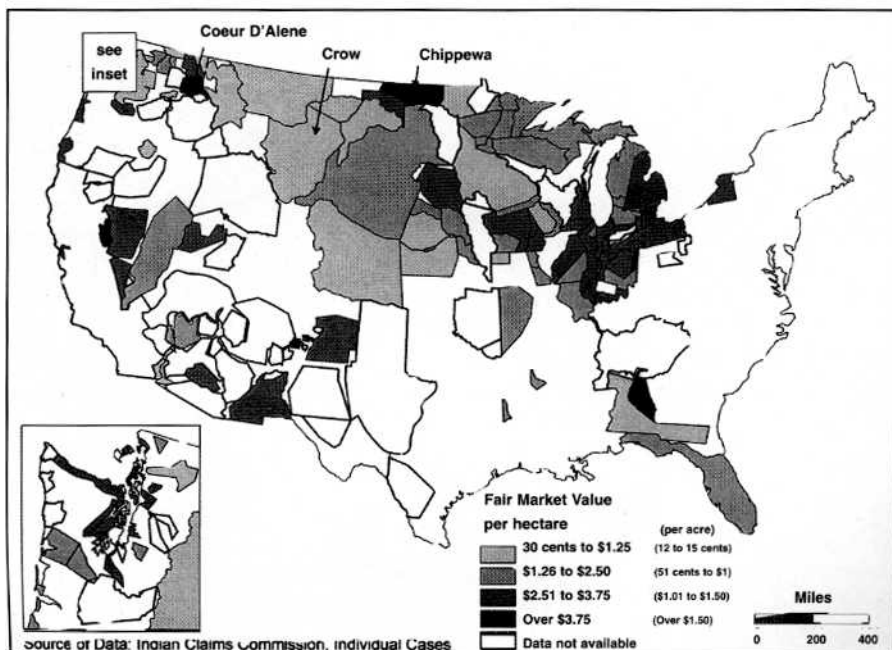 see
inset
Coeur D'Alene
Crow
Chippewa
Fair Market Value
per hectare
(per acre)
30 cents to $1.25 (12 to 15 cents)
$1.26 to $2.50 (51 cents to $1)
$2.51 to $3.75 ($1.01 to $1.50)
Over $3.75 (Over $1.50)
Data not available
Miles
0 200 400
Source of Data: Indian Claims Commission, Individual Cases